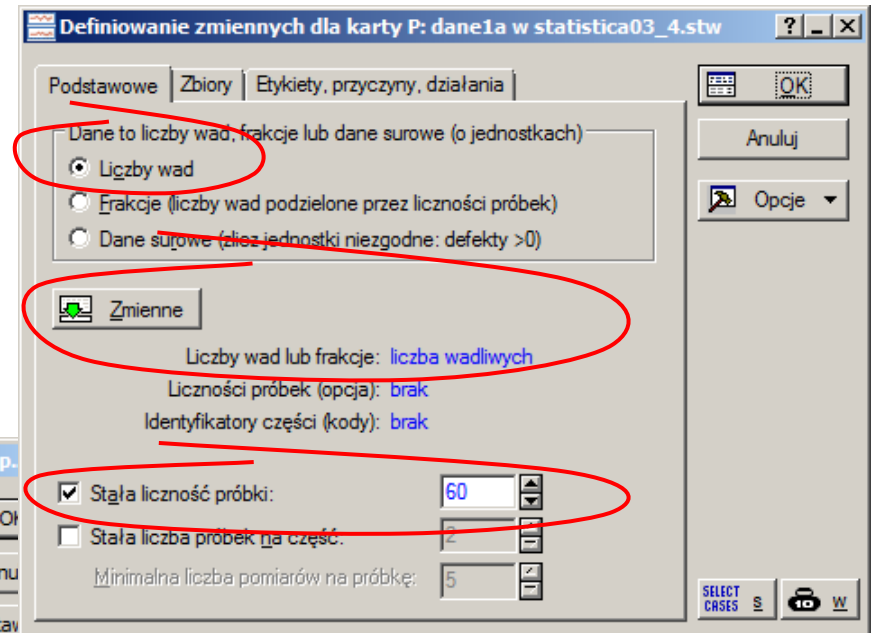 Definiowanie zmiennych dla karty P: dane1a w statistica03_4.stw
Podstawowe Zbiory Etykiety, przyczyny, działania
OK
Dane to liczby wad, frakcje lub dane surowe (o jednostkach)
Anuluj
Liczby wad
Frakcje (liczby wad podzielone przez liczności próbek)
Opcje
Dane surowe (zlicz jednostki niezgodne: defekty >0)
Zmienne
Liczby wad lub frakcje: liczba wadliwych
Liczności próbek (opcja): brak
Identyfikatory części (kody): brak
Stała liczność próbki: 60
Stała liczba próbek na część: 2
Minimalna liczba pomiarów na próbkę: 5
SELECT CASES S W